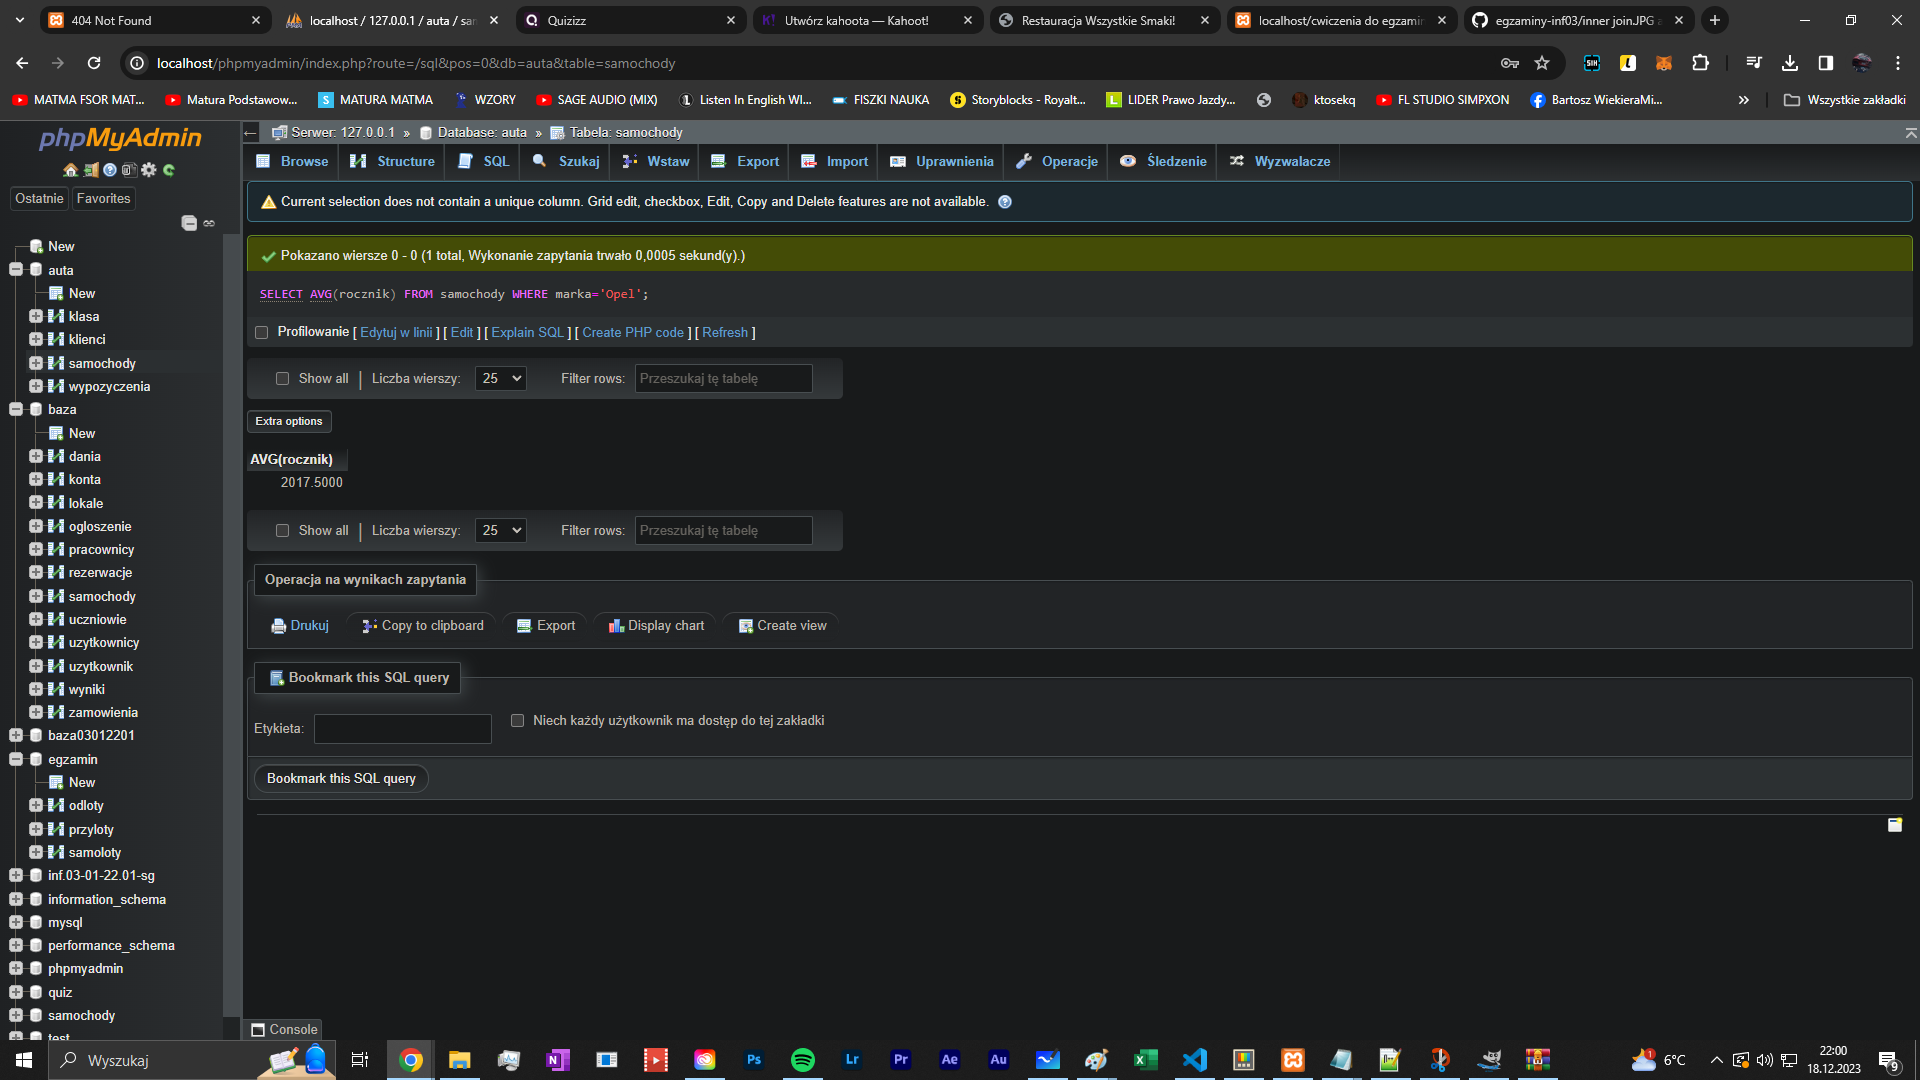 404 Not Found
localhost / 127.0.0.1 / auta / sam
Quizizz
Utwórz kahoota — Kahoot!
Restauracja Wszystkie Smaki!
localhost/cwiczenia do egzamin
egzaminy-inf03/inner join.JPG a
localhost/phpmyadmin/index.php?route=/sql&pos=0&db=auta&table=samochody
MATMA FSOR MAT...
Matura Podstawow...
MATURA MATMA
WZORY
SAGE AUDIO (MIX)
Listen In English WI...
FISZKI NAUKA
Storyblocks - Royalt...
LIDER Prawo Jazdy...
ktosekq
FL STUDIO SIMPXON
Bartosz WiekieraMi...
Wszystkie zakładki
phpMyAdmin
Ostatnie Favorites
New
auta
New
klasa
klienci
samochody
wypozyczenia
baza
New
dania
konta
lokale
ogloszenie
pracownicy
rezerwacje
samochody
uczniowie
uzytkownicy
uzytkownik
wyniki
zamowienia
baza03012201
egzamin
New
odloty
przyloty
samoloty
inf.03-01-22.01-sg
information_schema
mysql
performance_schema
phpmyadmin
quiz
samochody
test
Serwer: 127.0.0.1 » Database: auta » Tabela: samochody
Browse Structure SQL Szukaj Wstaw Export Import Uprawnienia Operacje Śledzenie Wyzwalacze
Current selection does not contain a unique column. Grid edit, checkbox, Edit, Copy and Delete features are not available.
Pokazano wiersze 0 - 0 (1 total, Wykonanie zapytania trwało 0,0005 sekund(y).)
SELECT AVG(rocznik) FROM samochody WHERE marka='Opel';
Profilowanie [ Edytuj w linii ] [ Edit ] [ Explain SQL ] [ Create PHP code ] [ Refresh ]
Show all | Liczba wierszy: 25 Filter rows: Przeszukaj tę tabelę
Extra options
AVG(rocznik)
2017.5000
Show all | Liczba wierszy: 25 Filter rows: Przeszukaj tę tabelę
Operacja na wynikach zapytania
Drukuj Copy to clipboard Export Display chart Create view
Bookmark this SQL query
Etykieta: Niech każdy użytkownik ma dostęp do tej zakładki
Bookmark this SQL query
Console
Wyszukaj
Ps
Lr
Pr
Ae
Au
1
6°C
22:00
18.12.2023
9